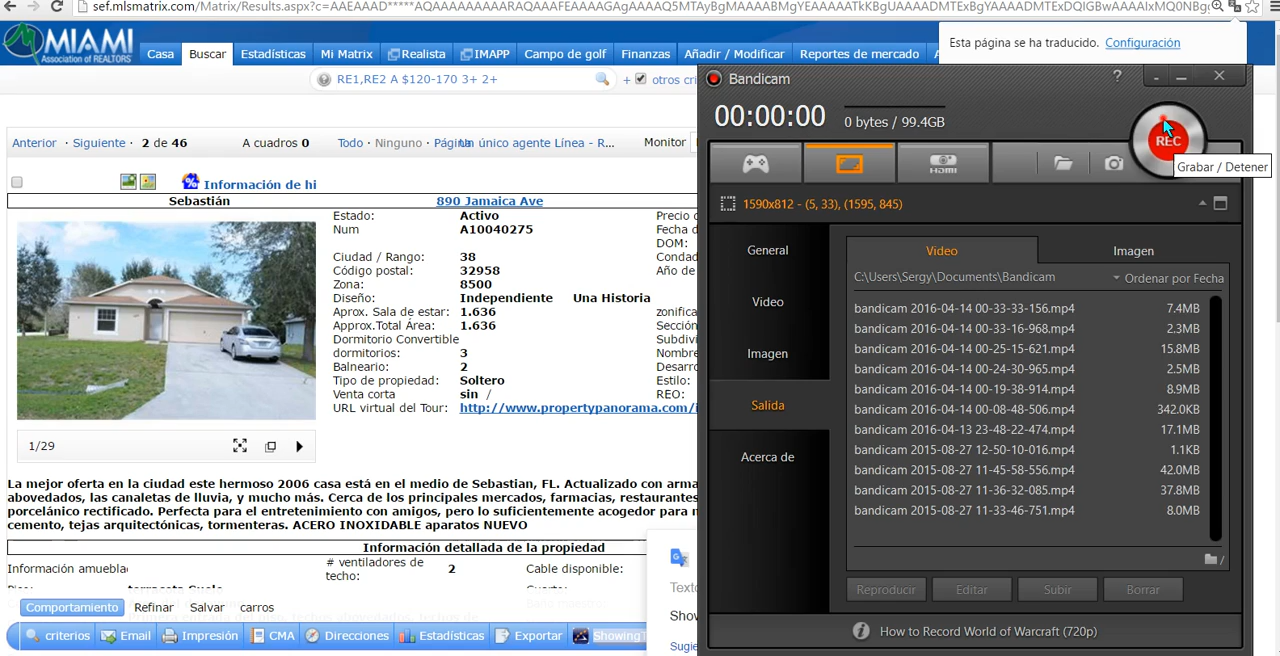 sef.mlsmatrix.com/Matrix/Results.aspx?c=AAEAAAD*****AQAAAAAAAAARAQAAAFEAAAAGAgAAAAQ5MTAyBgMAAAABMgYEAAAAATkKBgUAAAADMTExBgYAAAADMTExDQIGBwAAAAIxMQ0NBg
Esta página se ha traducido. Configuración
MIAMI
Association of REALTORS
Casa Buscar Estadísticas Mi Matrix Realista IMAPP Campo de golf Finanzas Añadir / Modificar Reportes de mercado
RE1,RE2 A $120-170 3+ 2+ + otros cri
Anterior · Siguiente · 2 de 46 A cuadros 0 Todo · Ninguno · Página Un único agente Línea - R... Monitor
Información de hi
Sebastián 890 Jamaica Ave
Estado: Activo Precio d
Num A10040275 Fecha d
DOM:
Ciudad / Rango: 38 Condad
Código postal: 32958 Año de
Zona: 8500
Diseño: Independiente Una Historia
Aprox. Sala de estar: 1.636 zonifica
Approx.Total Área: 1.636 Sección
Dormitorio Convertible Subdivi
dormitorios: 3 Nombre
Balneario: 2 Desarro
Tipo de propiedad: Soltero Estilo:
Venta corta sin / REO:
URL virtual del Tour: http://www.propertypanorama.com/i
1/29
La mejor oferta en la ciudad este hermoso 2006 casa está en el medio de Sebastian, FL. Actualizado con arma
abovedados, las canaletas de lluvia, y mucho más. Cerca de los principales mercados, farmacias, restaurantes
porcelánico rectificado. Perfecta para el entretenimiento con amigos, pero lo suficientemente acogedor para
cemento, tejas arquitectónicas, tormenteras. ACERO INOXIDABLE aparatos NUEVO
Información detallada de la propiedad
Información amuebla # ventiladores de techo: 2 Cable disponible:
Comportamiento Refinar Salvar carros
criterios Email Impresión CMA Direcciones Estadísticas Exportar Showing
Texto
Show
Sugie
Bandicam
?
00:00:00 0 bytes / 99.4GB
REC
HDMI
Grabar / Detener
1590x812 - (5, 33), (1595, 845)
General
Video
Imagen
Salida
Acerca de
Video Imagen
C:\Users\Sergy\Documents\Bandicam Ordenar por Fecha
bandicam 2016-04-14 00-33-33-156.mp4 7.4MB
bandicam 2016-04-14 00-33-16-968.mp4 2.3MB
bandicam 2016-04-14 00-25-15-621.mp4 15.8MB
bandicam 2016-04-14 00-24-30-965.mp4 2.5MB
bandicam 2016-04-14 00-19-38-914.mp4 8.9MB
bandicam 2016-04-14 00-08-48-506.mp4 342.0KB
bandicam 2016-04-13 23-48-22-474.mp4 17.1MB
bandicam 2015-08-27 12-50-10-016.mp4 1.1KB
bandicam 2015-08-27 11-45-58-556.mp4 42.0MB
bandicam 2015-08-27 11-36-32-085.mp4 37.8MB
bandicam 2015-08-27 11-33-46-751.mp4 8.0MB
/
Reproducir Editar Subir Borrar
How to Record World of Warcraft (720p)